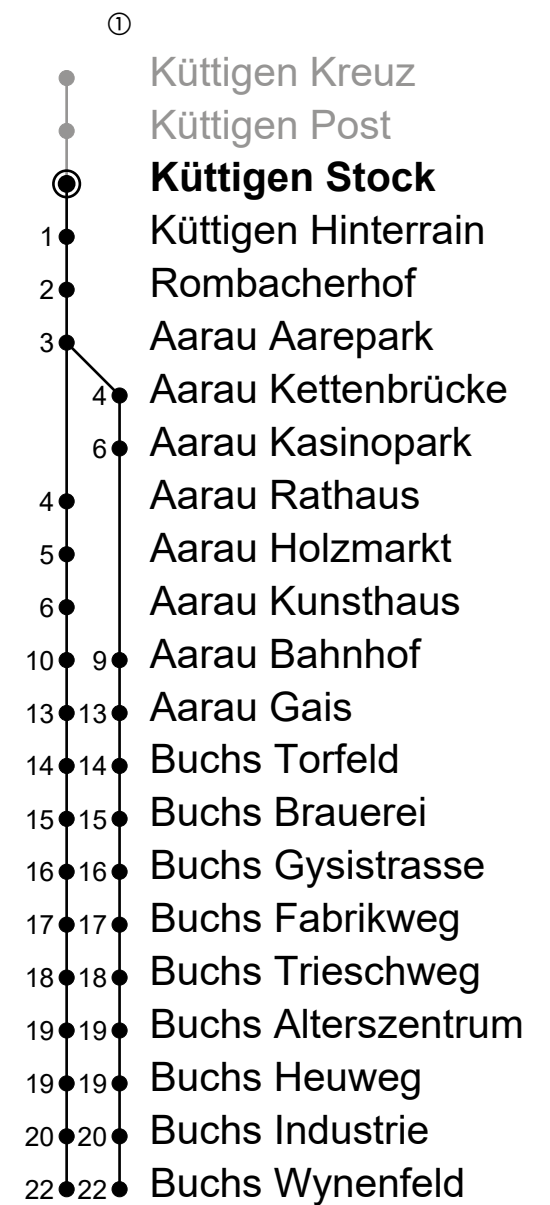 ①
Küttigen Kreuz
Küttigen Post
Küttigen Stock
1 Küttigen Hinterrain
2 Rombacherhof
3 Aarau Aarepark
4 Aarau Kettenbrücke
6 Aarau Kasinopark
4 Aarau Rathaus
5 Aarau Holzmarkt
6 Aarau Kunsthaus
10 9 Aarau Bahnhof
13 13 Aarau Gais
14 14 Buchs Torfeld
15 15 Buchs Brauerei
16 16 Buchs Gysistrasse
17 17 Buchs Fabrikweg
18 18 Buchs Trieschweg
19 19 Buchs Alterszentrum
19 19 Buchs Heuweg
20 20 Buchs Industrie
22 22 Buchs Wynenfeld